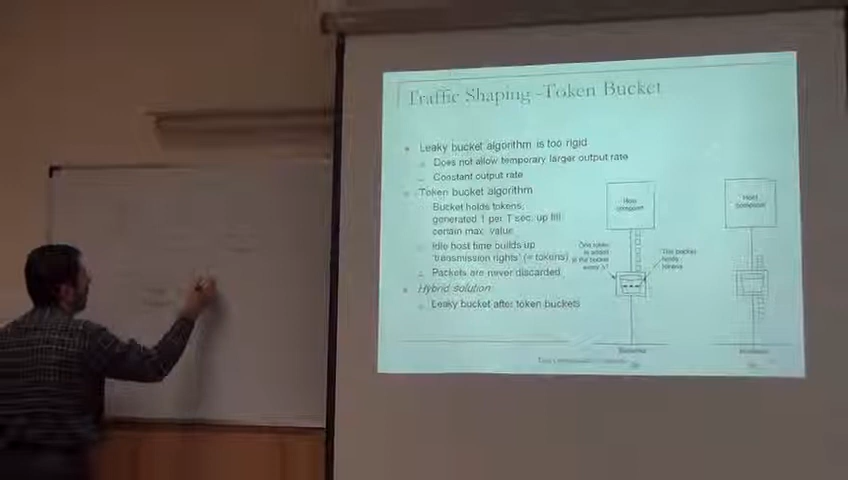 Traffic Shaping -Token Bucket
Leaky bucket algorithm is too rigid
Does not allow temporary larger output rate
Constant output rate
Token bucket algorithm
Bucket holds tokens,
generated 1 per T sec. up till
certain max. value
Idle host time builds up
'transmission rights' (= tokens)
Packets are never discarded
Hybrid solution
Leaky bucket after token buckets
Host
computer
Host
computer
One token
is added
to the bucket
every
The bucket
holds
tokens